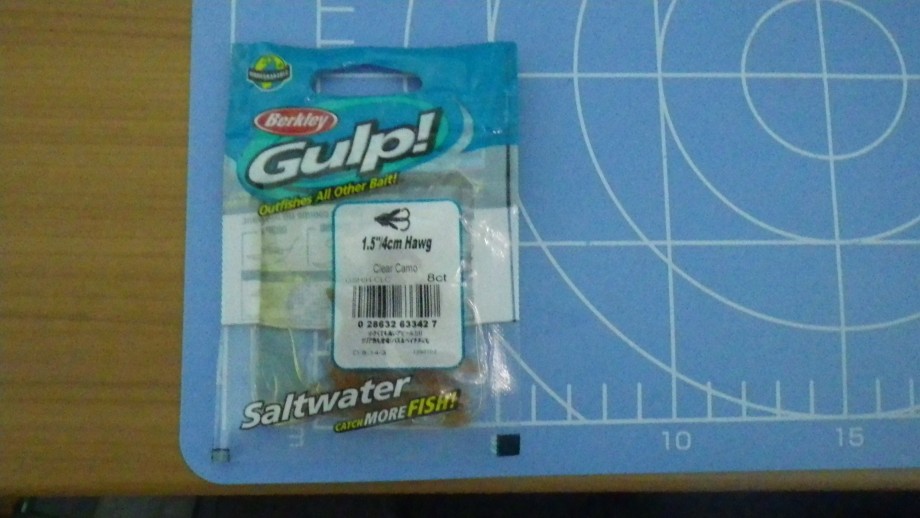 BIODEGRADABLE
Berkley
Gulp!
Outfishes All Other Bait!
1.5"/4cm Hawg
Clear Camo
8ct
0 28632 63342 7
Saltwater
CATCH MORE FISH!
10
15